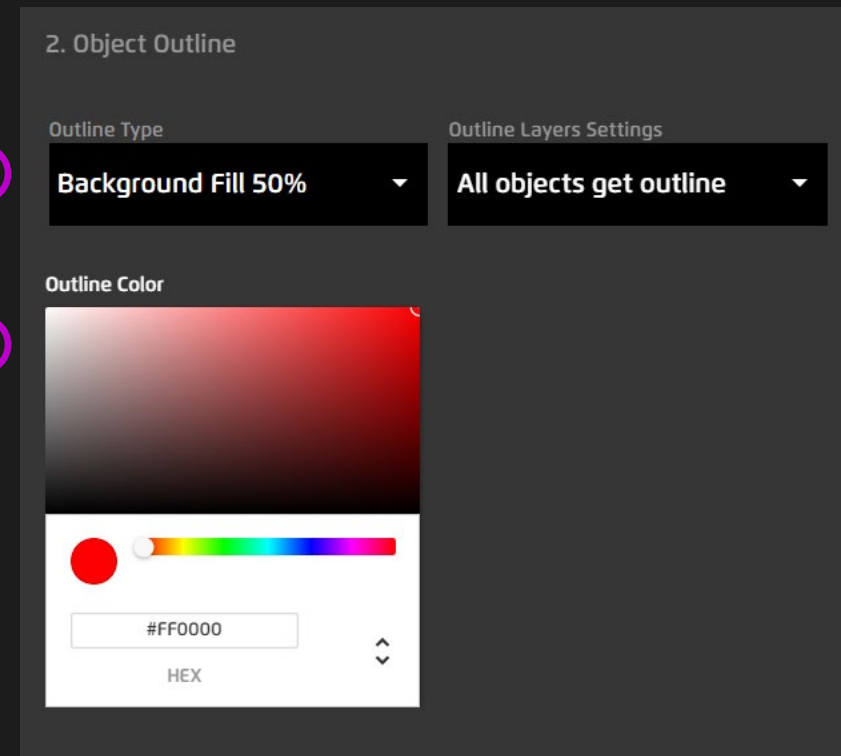 2. Object Outline
Outline Type
Outline Layers Settings
Background Fill 50%
All objects get outline
Outline Color
#FF0000
HEX